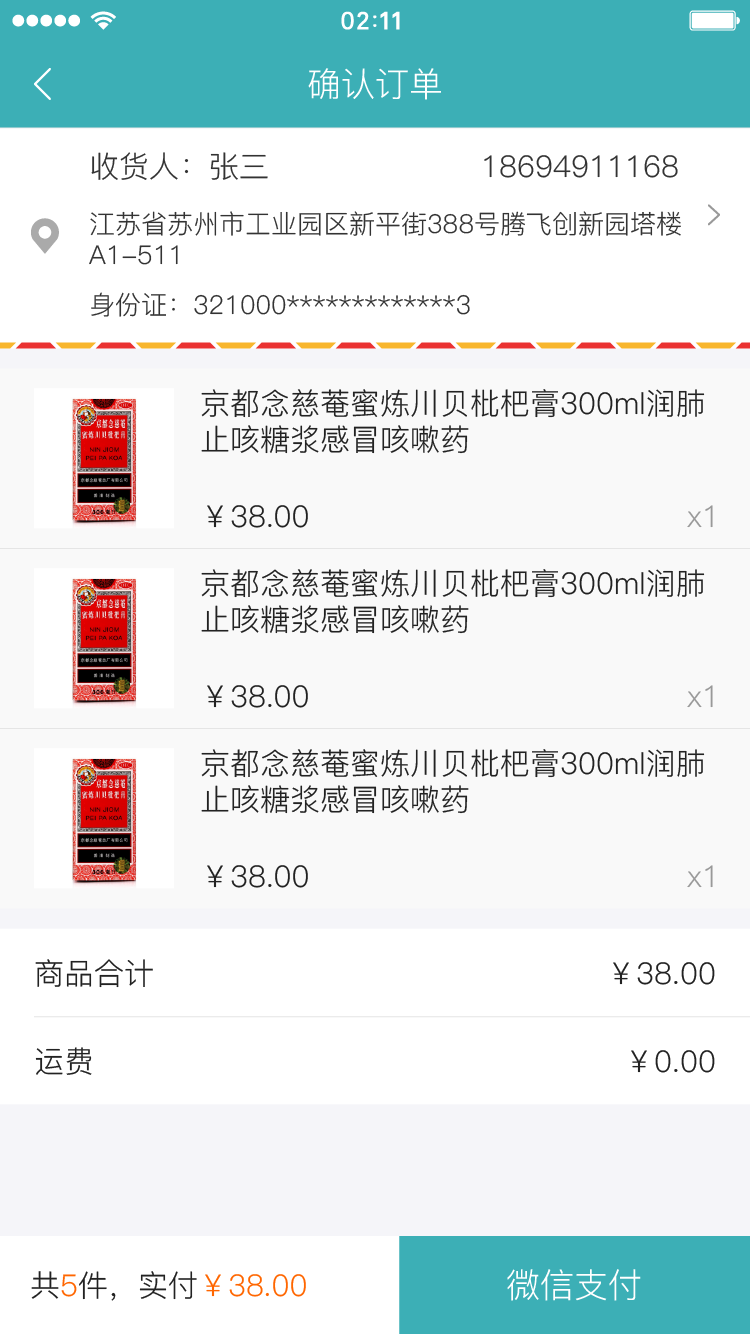 02:11
确认订单
收货人：张三 18694911168
江苏省苏州市工业园区新平街388号腾飞创新园塔楼
A1-511
身份证：321000*************3
京都念慈菴蜜炼川贝枇杷膏300ml润肺
止咳糖浆感冒咳嗽药
￥38.00 x1
京都念慈菴蜜炼川贝枇杷膏300ml润肺
止咳糖浆感冒咳嗽药
￥38.00 x1
京都念慈菴蜜炼川贝枇杷膏300ml润肺
止咳糖浆感冒咳嗽药
￥38.00 x1
商品合计 ￥38.00
运费 ￥0.00
共5件，实付￥38.00 微信支付